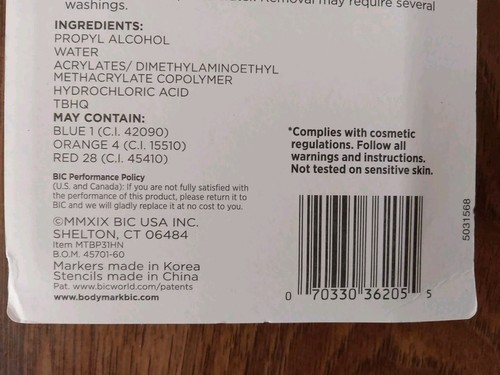 Removal may require several
washings.
INGREDIENTS:
PROPYL ALCOHOL
WATER
ACRYLATES/ DIMETHYLAMINOETHYL
METHACRYLATE COPOLYMER
HYDROCHLORIC ACID
TBHQ
MAY CONTAIN:
BLUE 1 (C.I. 42090)
ORANGE 4 (C.I. 15510)
RED 28 (C.I. 45410)
BIC Performance Policy
(U.S. and Canada): If you are not fully satisfied with
the performance of this product, please return it to
BIC and we will gladly replace it at no cost to you.
©MMXIX BIC USA INC.
SHELTON, CT 06484
Item MTBP31HN
B.O.M. 45701-60
Markers made in Korea
Stencils made in China
Pat. www.bicworld.com/patents
www.bodymarkbic.com
*Complies with cosmetic
regulations. Follow all
warnings and instructions.
Not tested on sensitive skin.
5031568
0 70330 36205 5